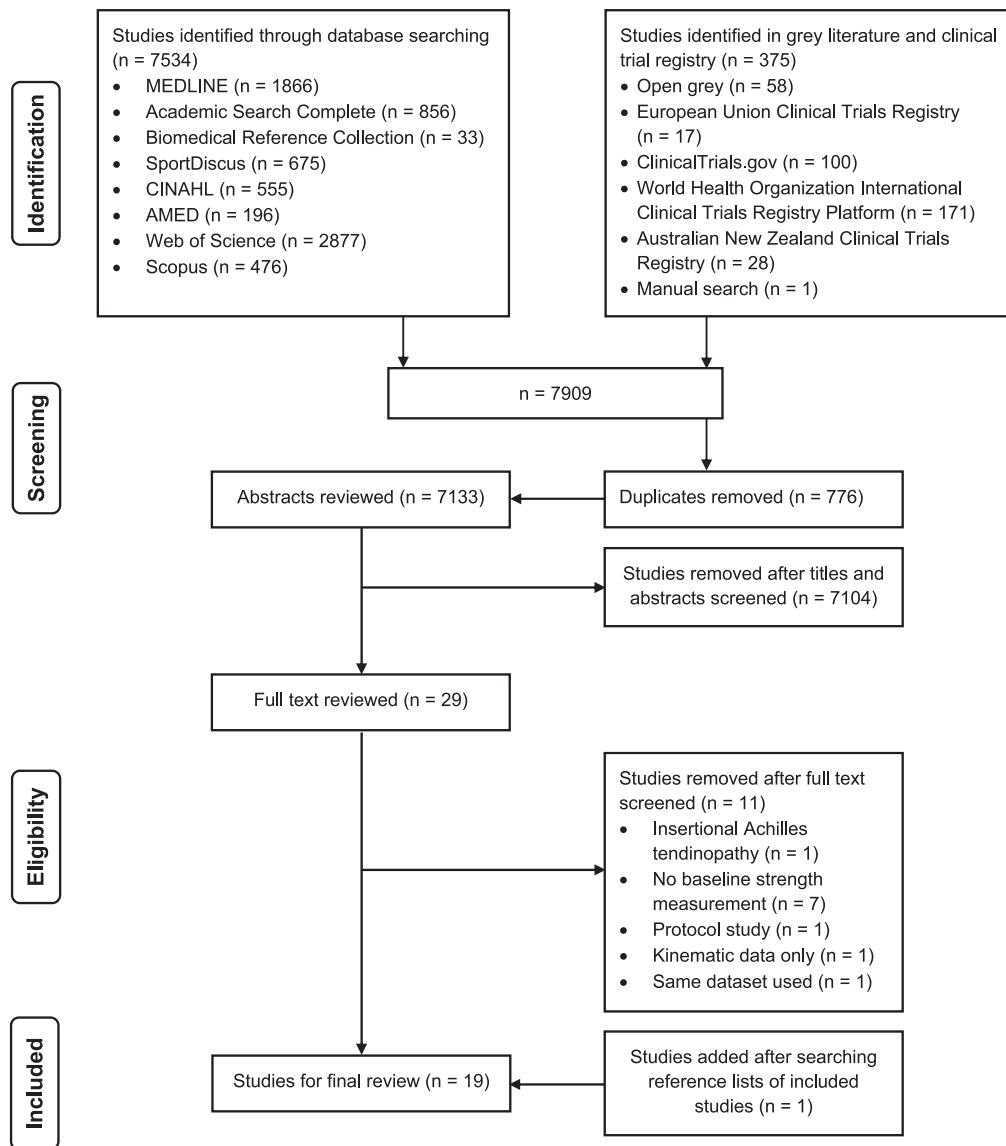 Identification
Studies identified through database searching
(n = 7534)
• MEDLINE (n = 1866)
• Academic Search Complete (n = 856)
• Biomedical Reference Collection (n = 33)
• SportDiscus (n = 675)
• CINAHL (n = 555)
• AMED (n = 196)
• Web of Science (n = 2877)
• Scopus (n = 476)
Studies identified in grey literature and clinical
trial registry (n = 375)
• Open grey (n = 58)
• European Union Clinical Trials Registry
(n = 17)
• ClinicalTrials.gov (n = 100)
• World Health Organization International
Clinical Trials Registry Platform (n = 171)
• Australian New Zealand Clinical Trials
Registry (n = 28)
• Manual search (n = 1)
Screening
n = 7909
Abstracts reviewed (n = 7133)
Duplicates removed (n = 776)
Studies removed after titles and
abstracts screened (n = 7104)
Full text reviewed (n = 29)
Eligibility
Studies removed after full text
screened (n = 11)
• Insertional Achilles
tendinopathy (n = 1)
• No baseline strength
measurement (n = 7)
• Protocol study (n = 1)
• Kinematic data only (n = 1)
• Same dataset used (n = 1)
Included
Studies for final review (n = 19)
Studies added after searching
reference lists of included
studies (n = 1)